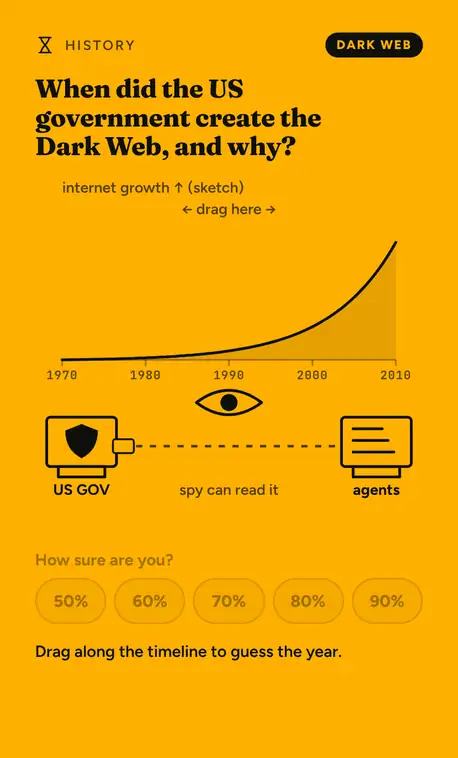 HISTORY
DARK WEB
When did the US
government create the
Dark Web, and why?
internet growth ↑ (sketch)
← drag here →
1970 1980 1990 2000 2010
US GOV
spy can read it
agents
How sure are you?
50% 60% 70% 80% 90%
Drag along the timeline to guess the year.